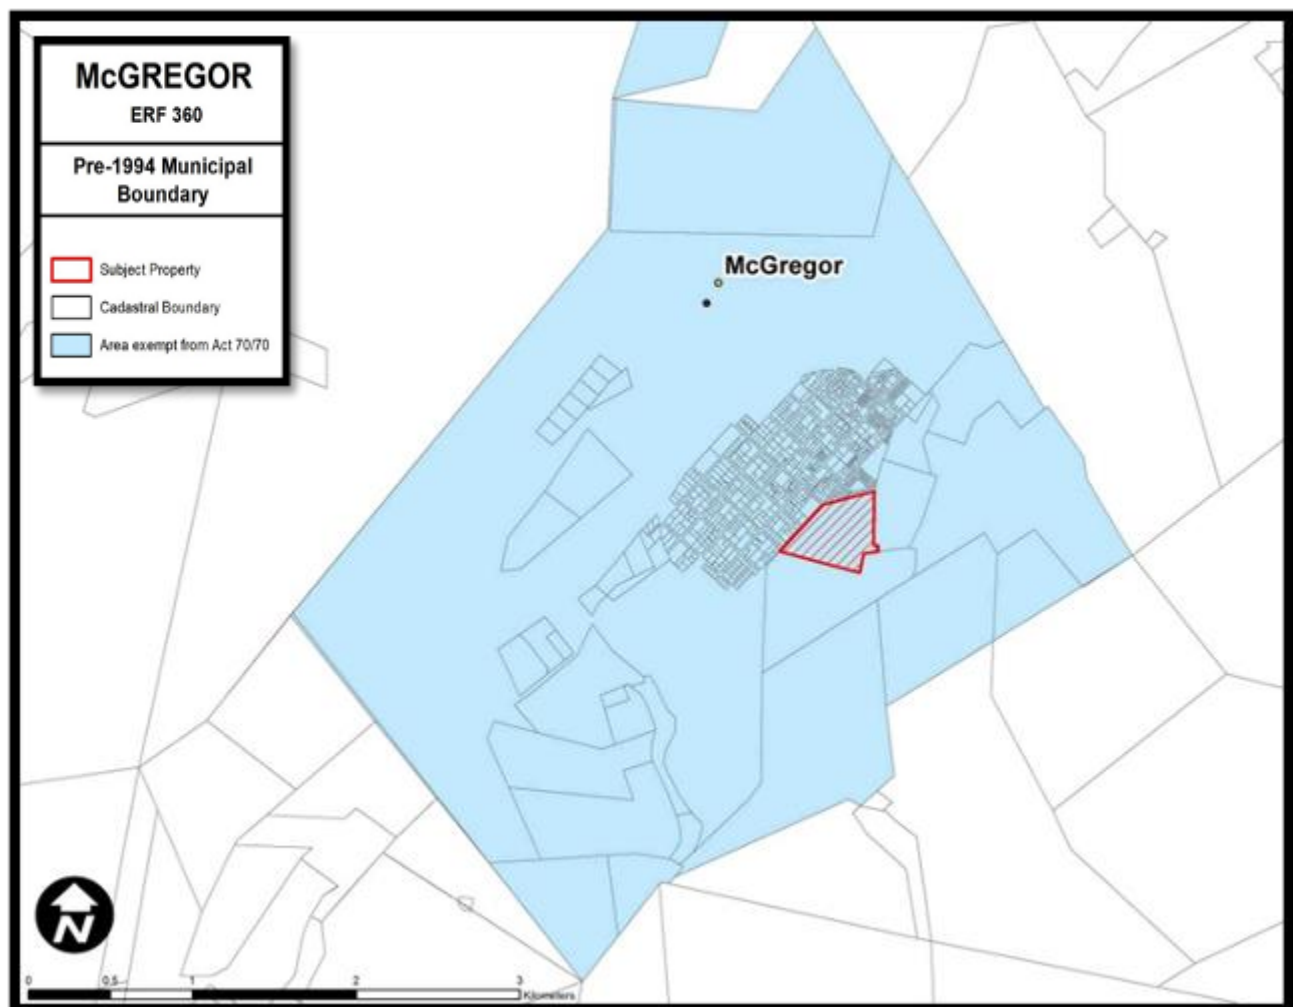 McGREGOR
ERF 360
Pre-1994 Municipal
Boundary
Subject Property
Cadastral Boundary
Area exempt from Act 70/70
McGregor
N
0 0,5 1 2 3
Kilometers